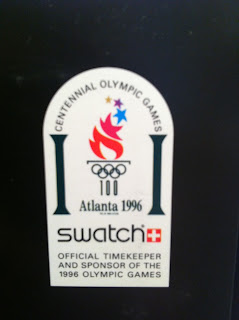 CENTENNIAL OLYMPIC GAMES
100
Atlanta 1996
swatch
OFFICIAL TIMEKEEPER
AND SPONSOR OF THE
1996 OLYMPIC GAMES